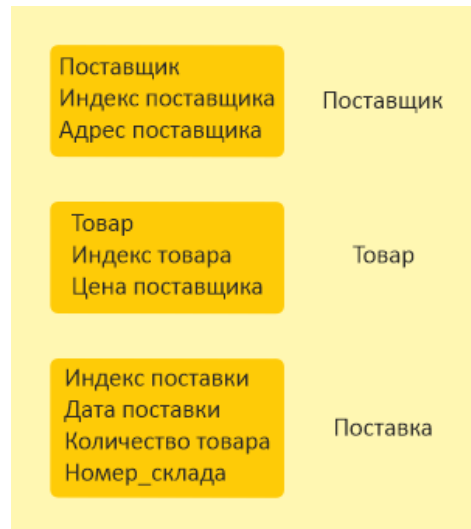 Поставщик
Индекс поставщика
Адрес поставщика
Поставщик
Товар
Индекс товара
Цена поставщика
Товар
Индекс поставки
Дата поставки
Количество товара
Номер_склада
Поставка